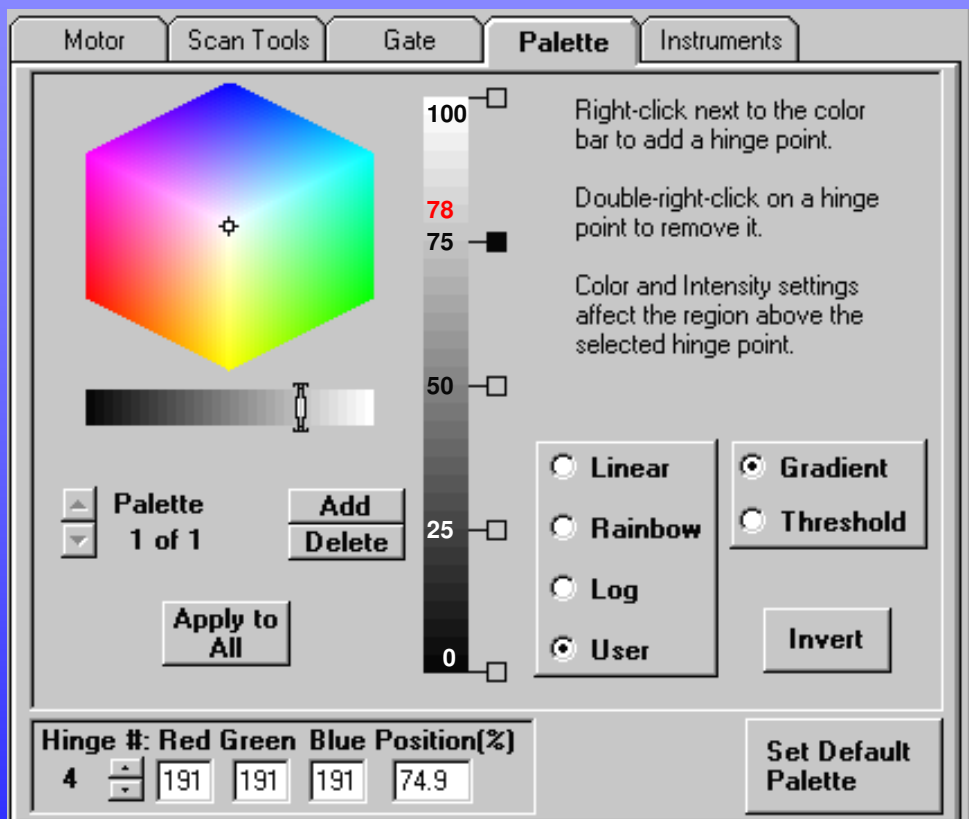 Motor Scan Tools Gate Palette Instruments
100
78
75
50
25
0
Right-click next to the color
bar to add a hinge point.
Double-right-click on a hinge
point to remove it.
Color and Intensity settings
affect the region above the
selected hinge point.
Palette
1 of 1
Add
Delete
Apply to
All
Linear
Rainbow
Log
User
Gradient
Threshold
Invert
Hinge #: Red Green Blue Position(%)
4 191 191 191 74.9
Set Default
Palette